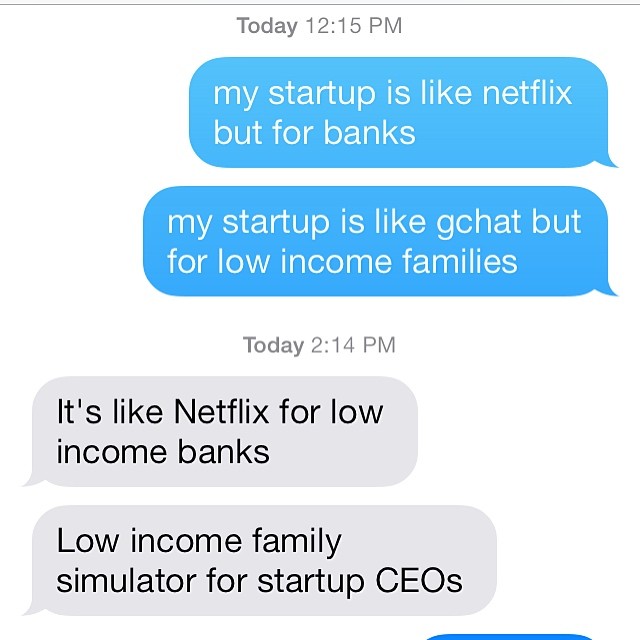 Today 12:15 PM
my startup is like netflix
but for banks
my startup is like gchat but
for low income families
Today 2:14 PM
It's like Netflix for low
income banks
Low income family
simulator for startup CEOs